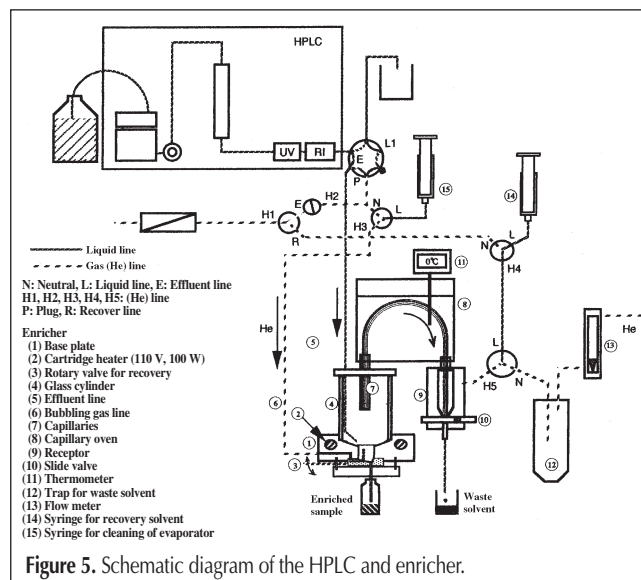 HPLC
UV
RI
E
L1
P
H2
N
E
L
H3
H1
R
15
14
L
N
H4
Liquid line
Gas (He) line
N: Neutral, L: Liquid line, E: Effluent line
H1, H2, H3, H4, H5: (He) line
P: Plug, R: Recover line
0℃
11
8
He
5
He
13
L
H5
N
Enricher
(1) Base plate
(2) Cartridge heater (110 V, 100 W)
(3) Rotary valve for recovery
(4) Glass cylinder
(5) Effluent line
(6) Bubbling gas line
(7) Capillaries
(8) Capillary oven
(9) Receptor
(10) Slide valve
(11) Thermometer
(12) Trap for waste solvent
(13) Flow meter
(14) Syringe for recovery solvent
(15) Syringe for cleaning of evaporator
4
7
9
6
2
10
1
3
12
Enriched
sample
Waste
solvent
Figure 5. Schematic diagram of the HPLC and enricher.